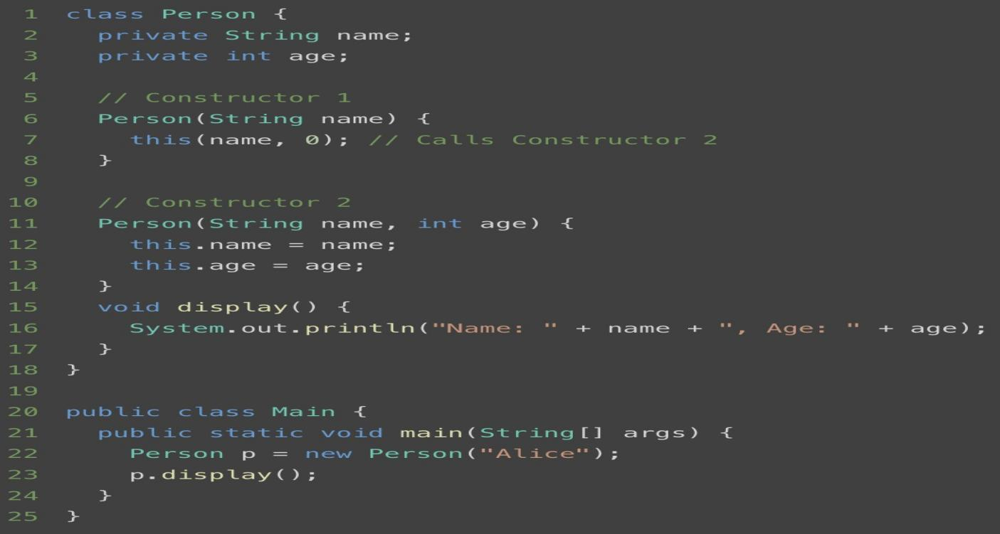 1 class Person {
2 private String name;
3 private int age;
4
5 // Constructor 1
6 Person(String name) {
7 this(name, 0); // Calls Constructor 2
8 }
9
10 // Constructor 2
11 Person(String name, int age) {
12 this.name = name;
13 this.age = age;
14 }
15 void display() {
16 System.out.println("Name: " + name + ", Age: " + age);
17 }
18 }
19
20 public class Main {
21 public static void main(String[] args) {
22 Person p = new Person("Alice");
23 p.display();
24 }
25 }